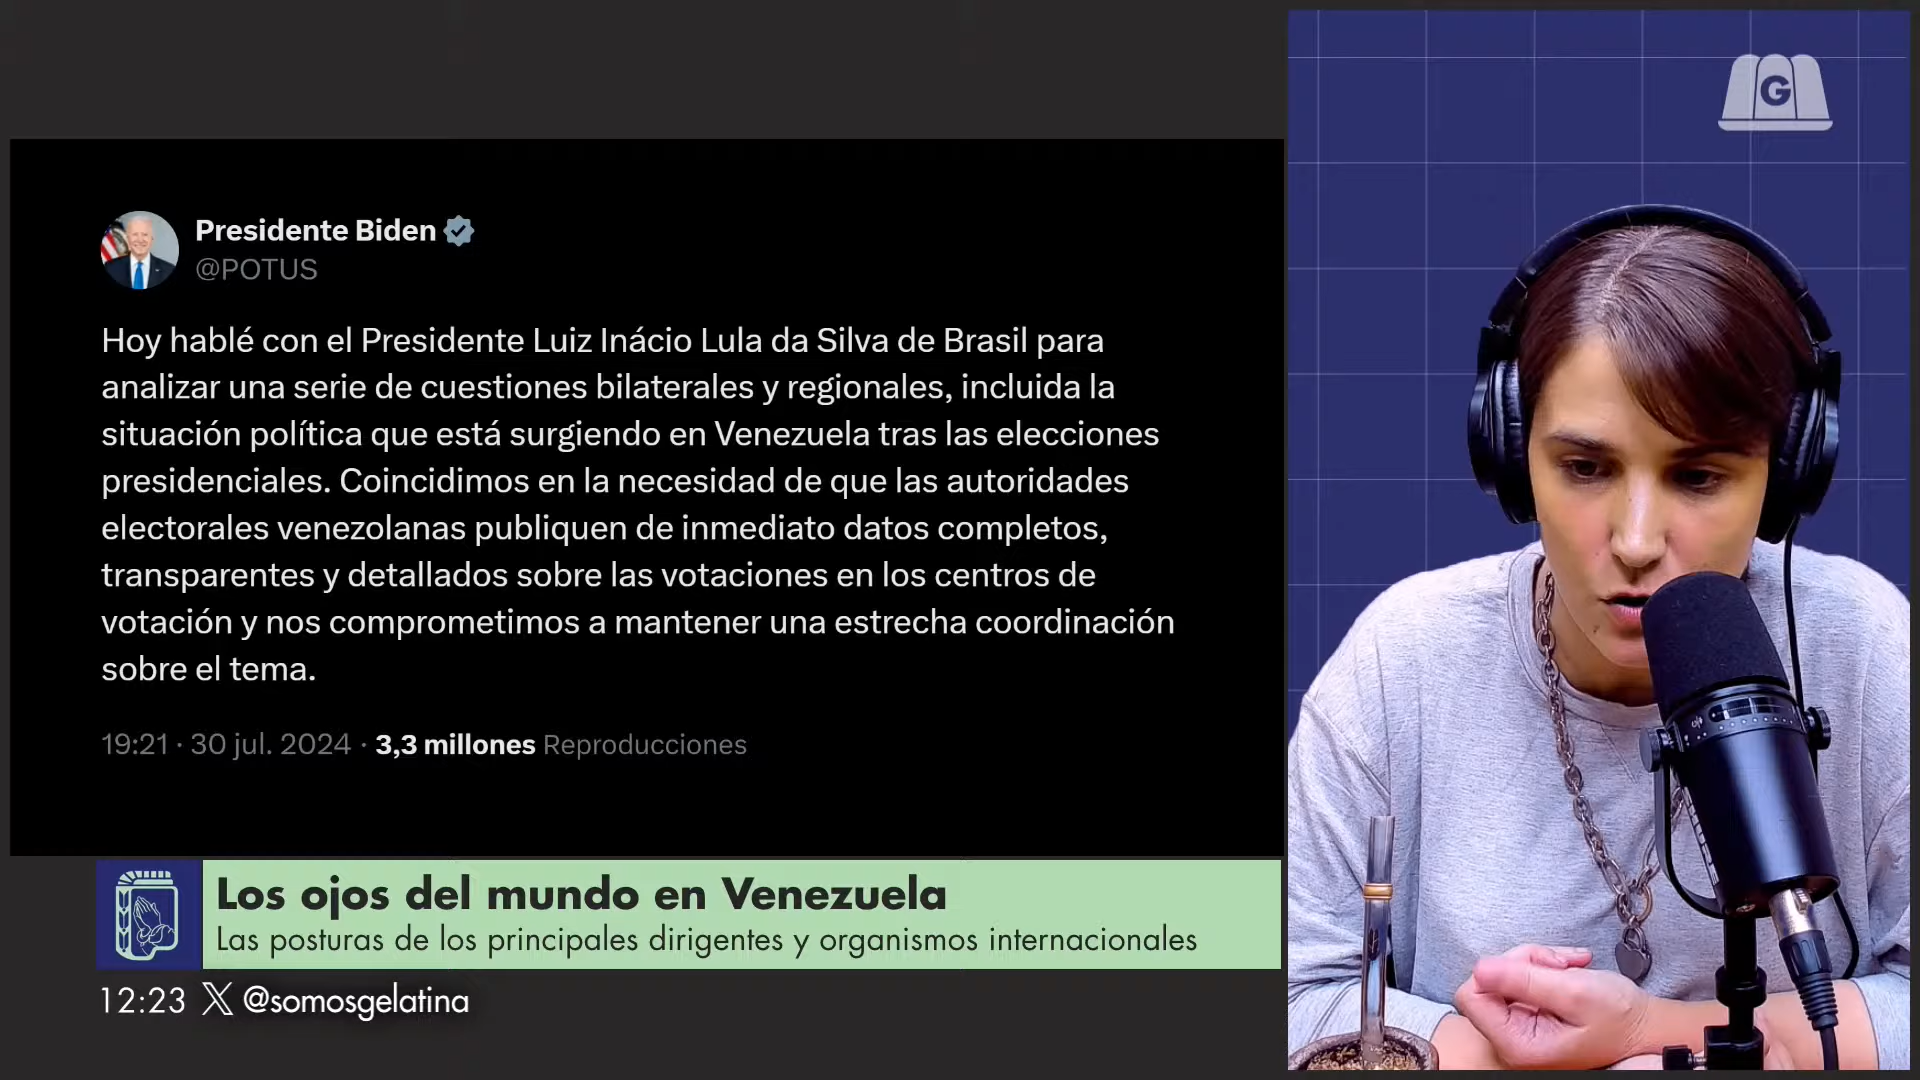 G
Presidente Biden
@POTUS
Hoy hablé con el Presidente Luiz Inácio Lula da Silva de Brasil para
analizar una serie de cuestiones bilaterales y regionales, incluida la
situación política que está surgiendo en Venezuela tras las elecciones
presidenciales. Coincidimos en la necesidad de que las autoridades
electorales venezolanas publiquen de inmediato datos completos,
transparentes y detallados sobre las votaciones en los centros de
votación y nos comprometimos a mantener una estrecha coordinación
sobre el tema.
19:21 · 30 jul. 2024 · 3,3 millones Reproducciones
Los ojos del mundo en Venezuela
Las posturas de los principales dirigentes y organismos internacionales
12:23 X @somosgelatina